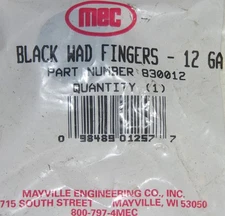 MEC
BLACK WAD FINGERS - 12 GA
PART NUMBER 830012
QUANTITY (1)
0 98485 01257 7
MAYVILLE ENGINEERING CO., INC.
715 SOUTH STREET MAYVILLE, WI 53050
800-797-4MEC